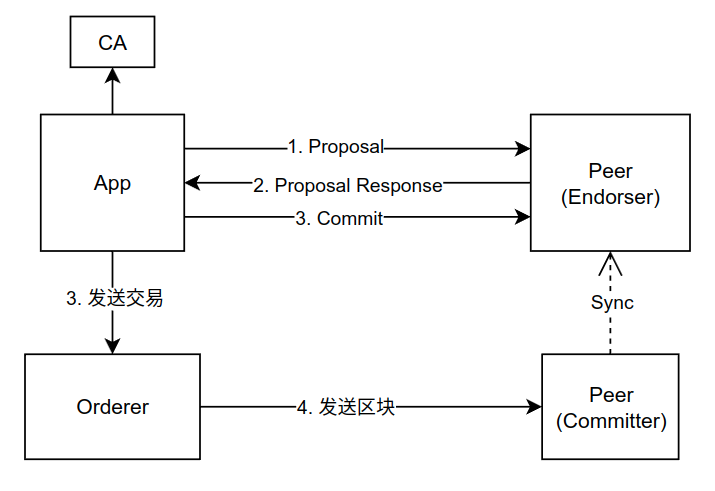 CA
App
1. Proposal
2. Proposal Response
3. Commit
Peer
(Endorser)
3. 发送交易
Sync
Orderer
4. 发送区块
Peer
(Committer)